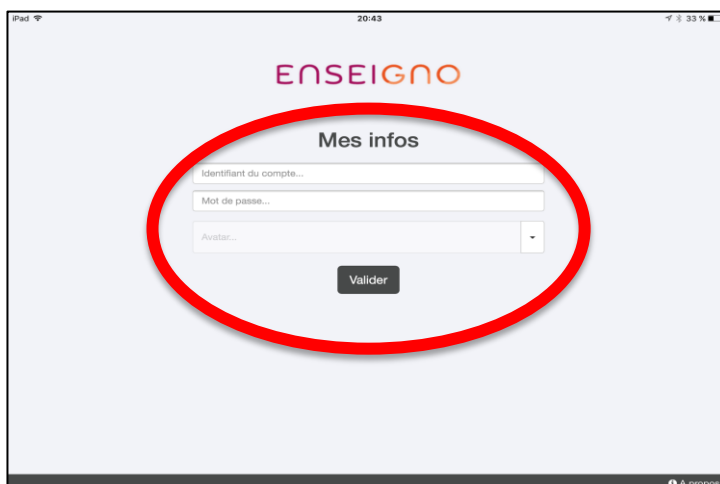 iPad 20:43 33 %
ENSEIGNO
Mes infos
Identifiant du compte...
Mot de passe...
Avatar...
Valider
A propos